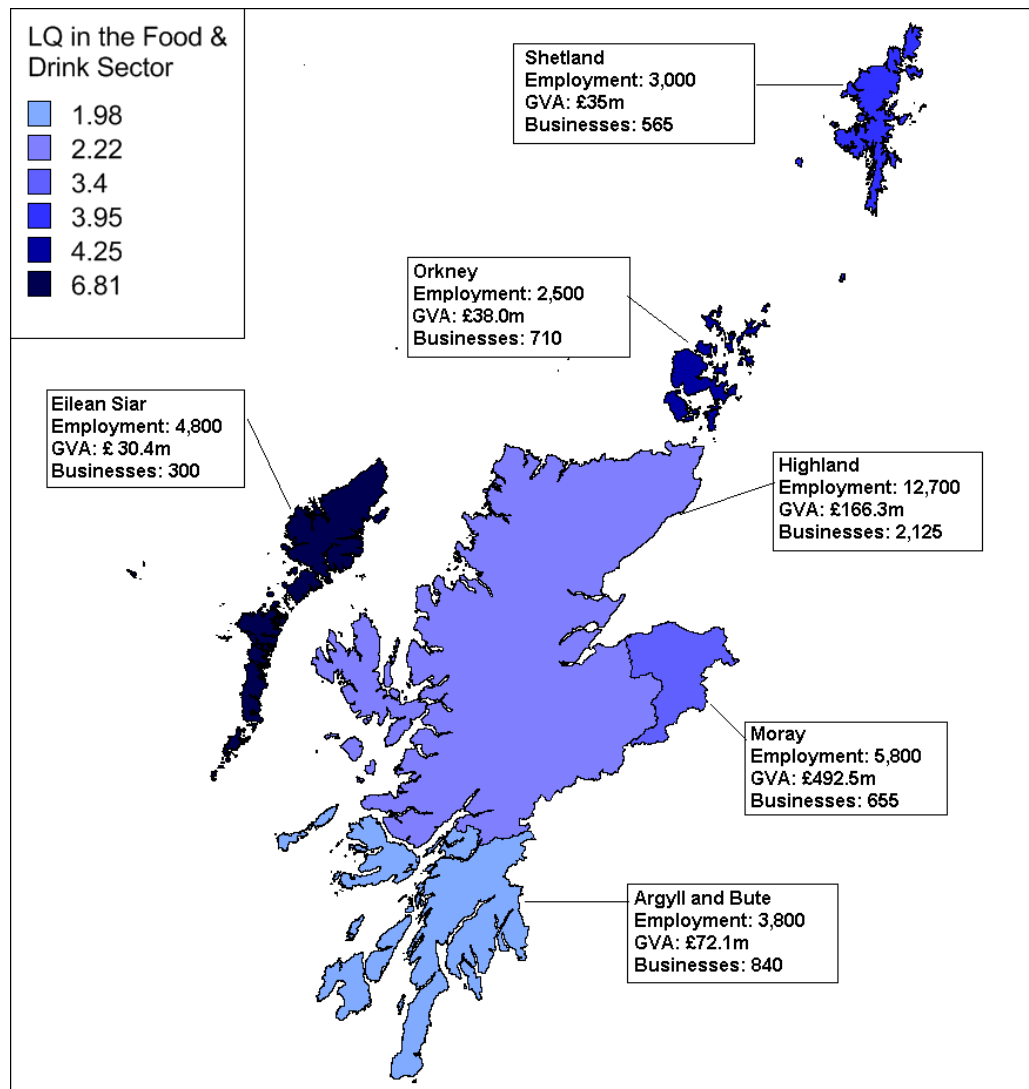 LQ in the Food &
Drink Sector
1.98
2.22
3.4
3.95
4.25
6.81
Shetland
Employment: 3,000
GVA: £35m
Businesses: 565
Orkney
Employment: 2,500
GVA: £38.0m
Businesses: 710
Eilean Siar
Employment: 4,800
GVA: £ 30.4m
Businesses: 300
Highland
Employment: 12,700
GVA: £166.3m
Businesses: 2,125
Moray
Employment: 5,800
GVA: £492.5m
Businesses: 655
Argyll and Bute
Employment: 3,800
GVA: £72.1m
Businesses: 840